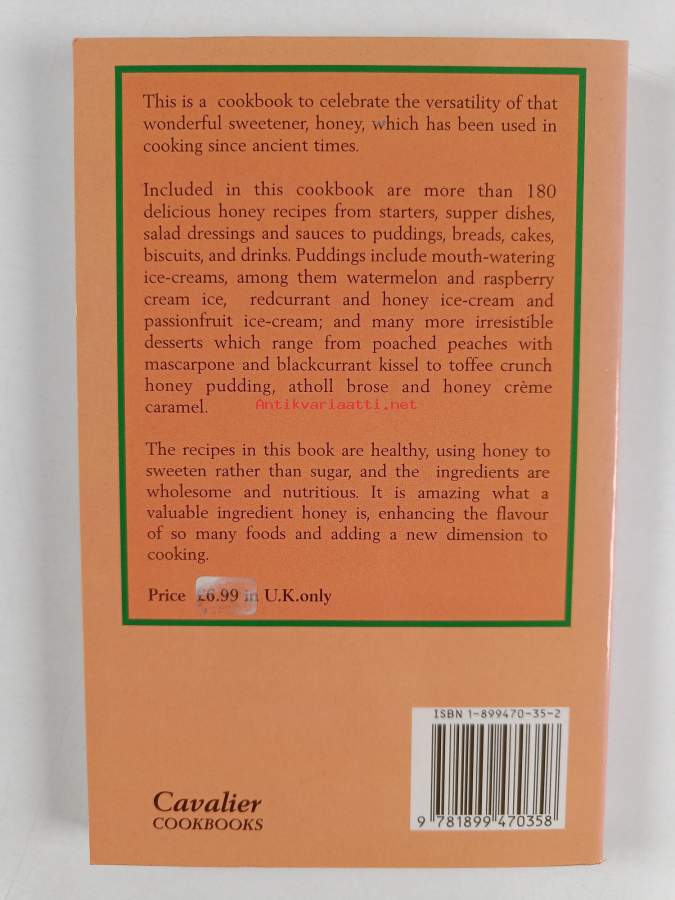 This is a cookbook to celebrate the versatility of that
wonderful sweetener, honey, which has been used in
cooking since ancient times.
Included in this cookbook are more than 180
delicious honey recipes from starters, supper dishes,
salad dressings and sauces to puddings, breads, cakes,
biscuits, and drinks. Puddings include mouth-watering
ice-creams, among them watermelon and raspberry
cream ice, redcurrant and honey ice-cream and
passionfruit ice-cream; and many more irresistible
desserts which range from poached peaches with
mascarpone and blackcurrant kissel to toffee crunch
honey pudding, atholl brose and honey crème
caramel.
Antikvariaatti.net
The recipes in this book are healthy, using honey to
sweeten rather than sugar, and the ingredients are
wholesome and nutritious. It is amazing what a
valuable ingredient honey is, enhancing the flavour
of so many foods and adding a new dimension to
cooking.
Price £6.99 in U.K.only
ISBN 1-899470-35-2
9 781899 470358
Cavalier
COOKBOOKS